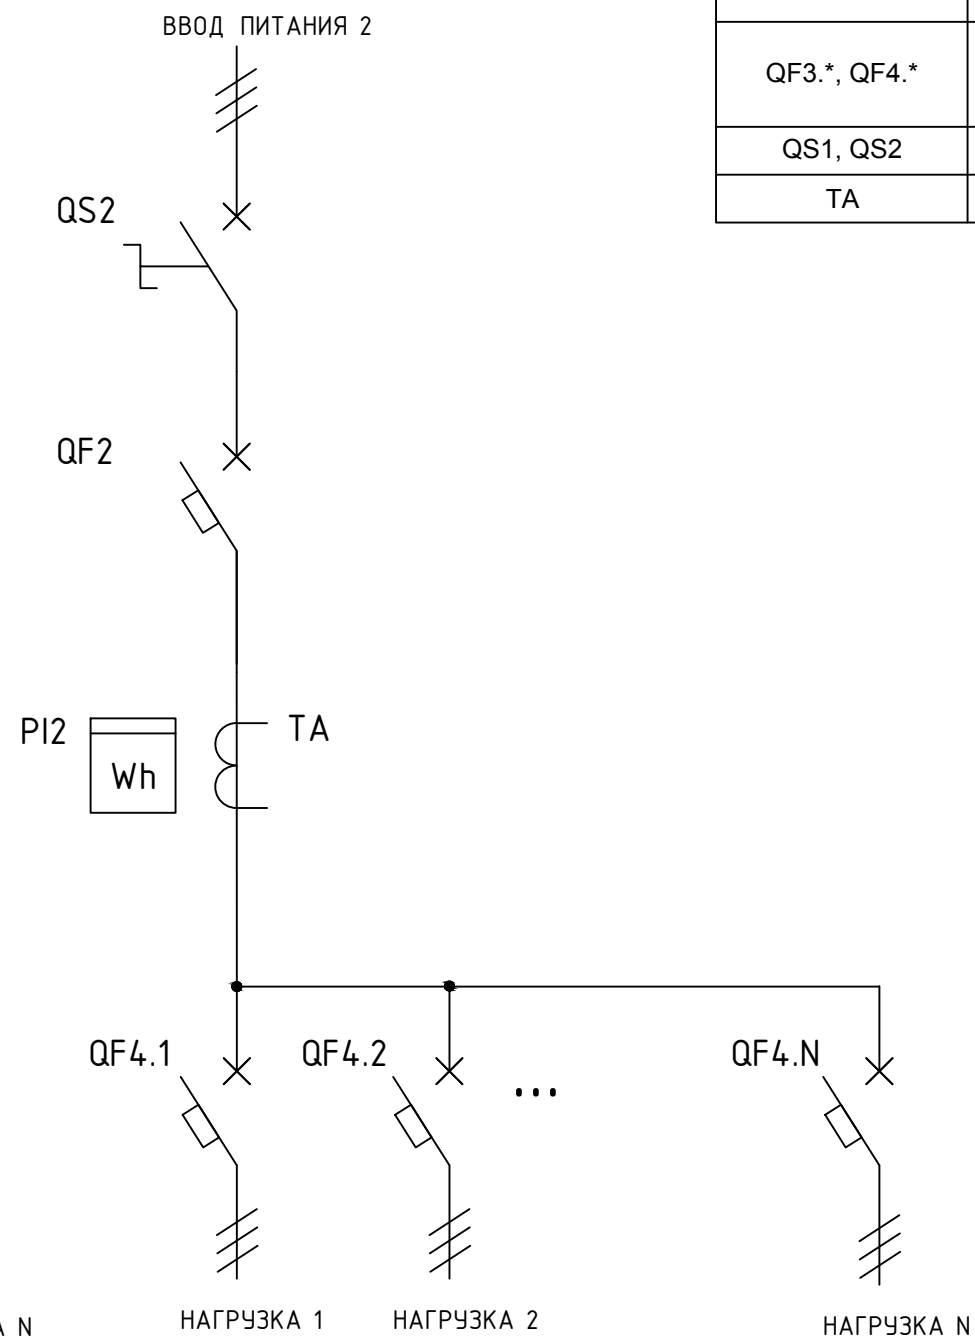 ВВОД ПИТАНИЯ 2
QF3.*, QF4.*
QS1, QS2
TA
QS2
QF2
PI2
Wh
TA
QF4.1
QF4.2
...
QF4.N
А N
НАГРУЗКА 1
НАГРУЗКА 2
НАГРУЗКА N